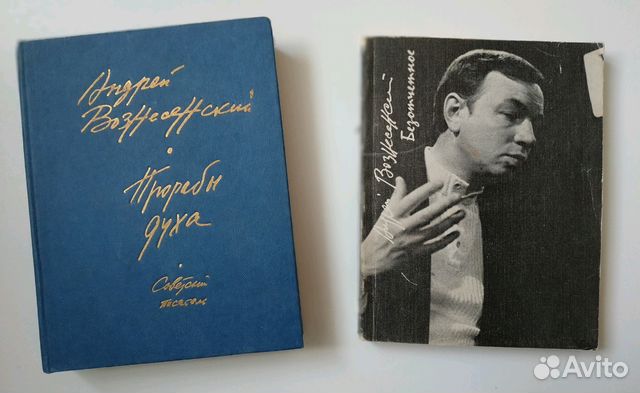 Андрей
Вознесенский
Прорабы
духа
Советский
писатель
Андрей Вознесенский
Безотчетное
Avito